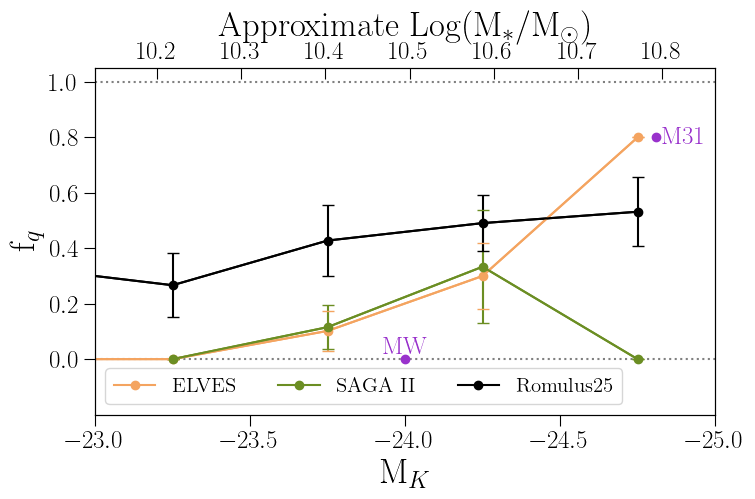 Approximate Log(M*/M☉)
10.2 10.3 10.4 10.5 10.6 10.7 10.8
1.0
0.8
0.6
0.4
0.2
0.0
f_q
M31
MW
ELVES SAGA II Romulus25
−23.0 −23.5 −24.0 −24.5 −25.0
M_K